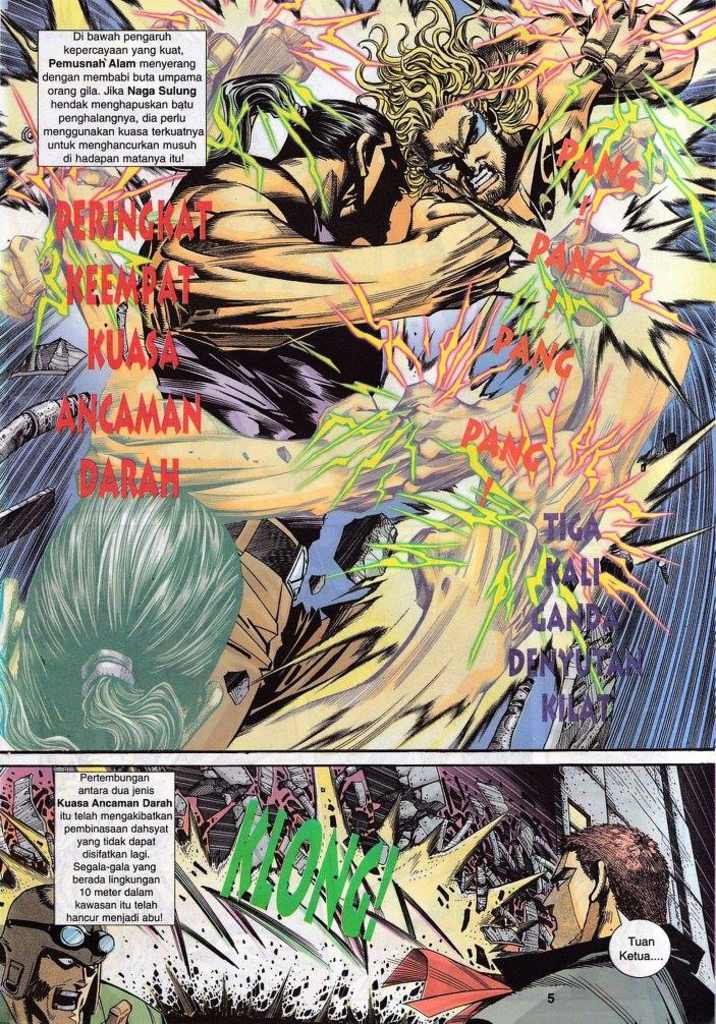 Di bawah pengaruh
kepercayaan yang kuat,
Pemusnah Alam menyerang
dengan membabi buta umpama
orang gila. Jika Naga Sulung
hendak menghapuskan batu
penghalangnya, dia perlu
menggunakan kuasa terkuatnya
untuk menghancurkan musuh
di hadapan matanya itu!
PERINGKAT
KEEMPAT
KUASA
ANCAMAN
DARAH
PANG
!
PANG
!
PANG
!
PANG
!
TIGA
KALI
GANDA
DENYUTAN
KILAT
Pertembungan
antara dua jenis
Kuasa Ancaman Darah
itu telah mengakibatkan
pembinasaan dahsyat
yang tidak dapat
disifatkan lagi.
Segala-gala yang
berada lingkungan
10 meter dalam
kawasan itu telah
hancur menjadi abu!
KLONG!
Tuan
Ketua....
5